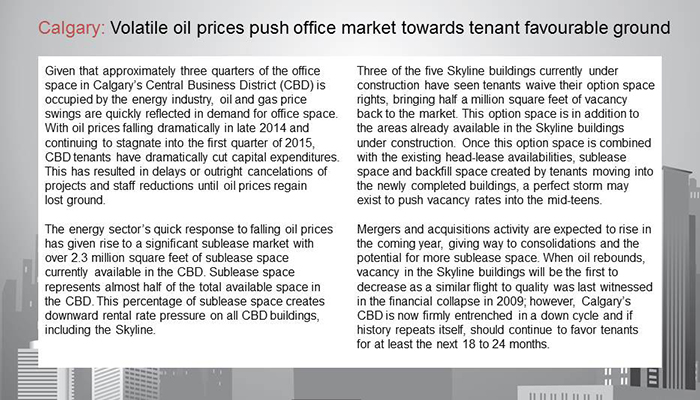 Calgary: Volatile oil prices push office market towards tenant favourable ground
Given that approximately three quarters of the office
space in Calgary's Central Business District (CBD) is
occupied by the energy industry, oil and gas price
swings are quickly reflected in demand for office space.
With oil prices falling dramatically in late 2014 and
continuing to stagnate into the first quarter of 2015,
CBD tenants have dramatically cut capital expenditures.
This has resulted in delays or outright cancelations of
projects and staff reductions until oil prices regain
lost ground.
The energy sector's quick response to falling oil prices
has given rise to a significant sublease market with
over 2.3 million square feet of sublease space
currently available in the CBD. Sublease space
represents almost half of the total available space in
the CBD. This percentage of sublease space creates
downward rental rate pressure on all CBD buildings,
including the Skyline.
Three of the five Skyline buildings currently under
construction have seen tenants waive their option space
rights, bringing half a million square feet of vacancy
back to the market. This option space is in addition to
the areas already available in the Skyline buildings
under construction. Once this option space is combined
with the existing head-lease availabilities, sublease
space and backfill space created by tenants moving into
the newly completed buildings, a perfect storm may
exist to push vacancy rates into the mid-teens.
Mergers and acquisitions activity are expected to rise in
the coming year, giving way to consolidations and the
potential for more sublease space. When oil rebounds,
vacancy in the Skyline buildings will be the first to
decrease as a similar flight to quality was last witnessed
in the financial collapse in 2009; however, Calgary's
CBD is now firmly entrenched in a down cycle and if
history repeats itself, should continue to favor tenants
for at least the next 18 to 24 months.